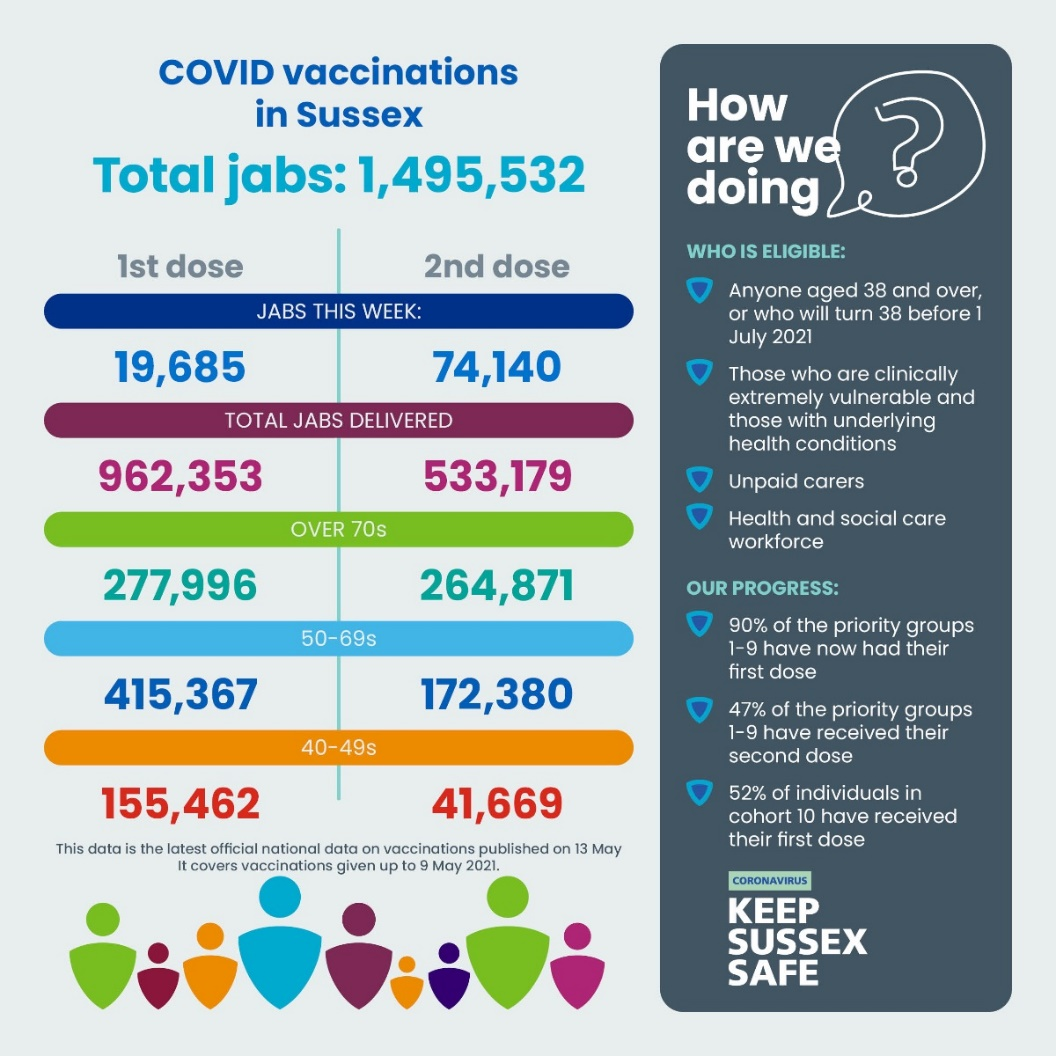 COVID vaccinations
in Sussex
Total jabs: 1,495,532
1st dose 2nd dose
JABS THIS WEEK:
19,685 74,140
TOTAL JABS DELIVERED
962,353 533,179
OVER 70s
277,996 264,871
50-69s
415,367 172,380
40-49s
155,462 41,669
This data is the latest official national data on vaccinations published on 13 May
It covers vaccinations given up to 9 May 2021.
How
are we
doing ?
WHO IS ELIGIBLE:
Anyone aged 38 and over,
or who will turn 38 before 1
July 2021
Those who are clinically
extremely vulnerable and
those with underlying
health conditions
Unpaid carers
Health and social care
workforce
OUR PROGRESS:
90% of the priority groups
1-9 have now had their
first dose
47% of the priority groups
1-9 have received their
second dose
52% of individuals in
cohort 10 have received
their first dose
CORONAVIRUS
KEEP
SUSSEX
SAFE